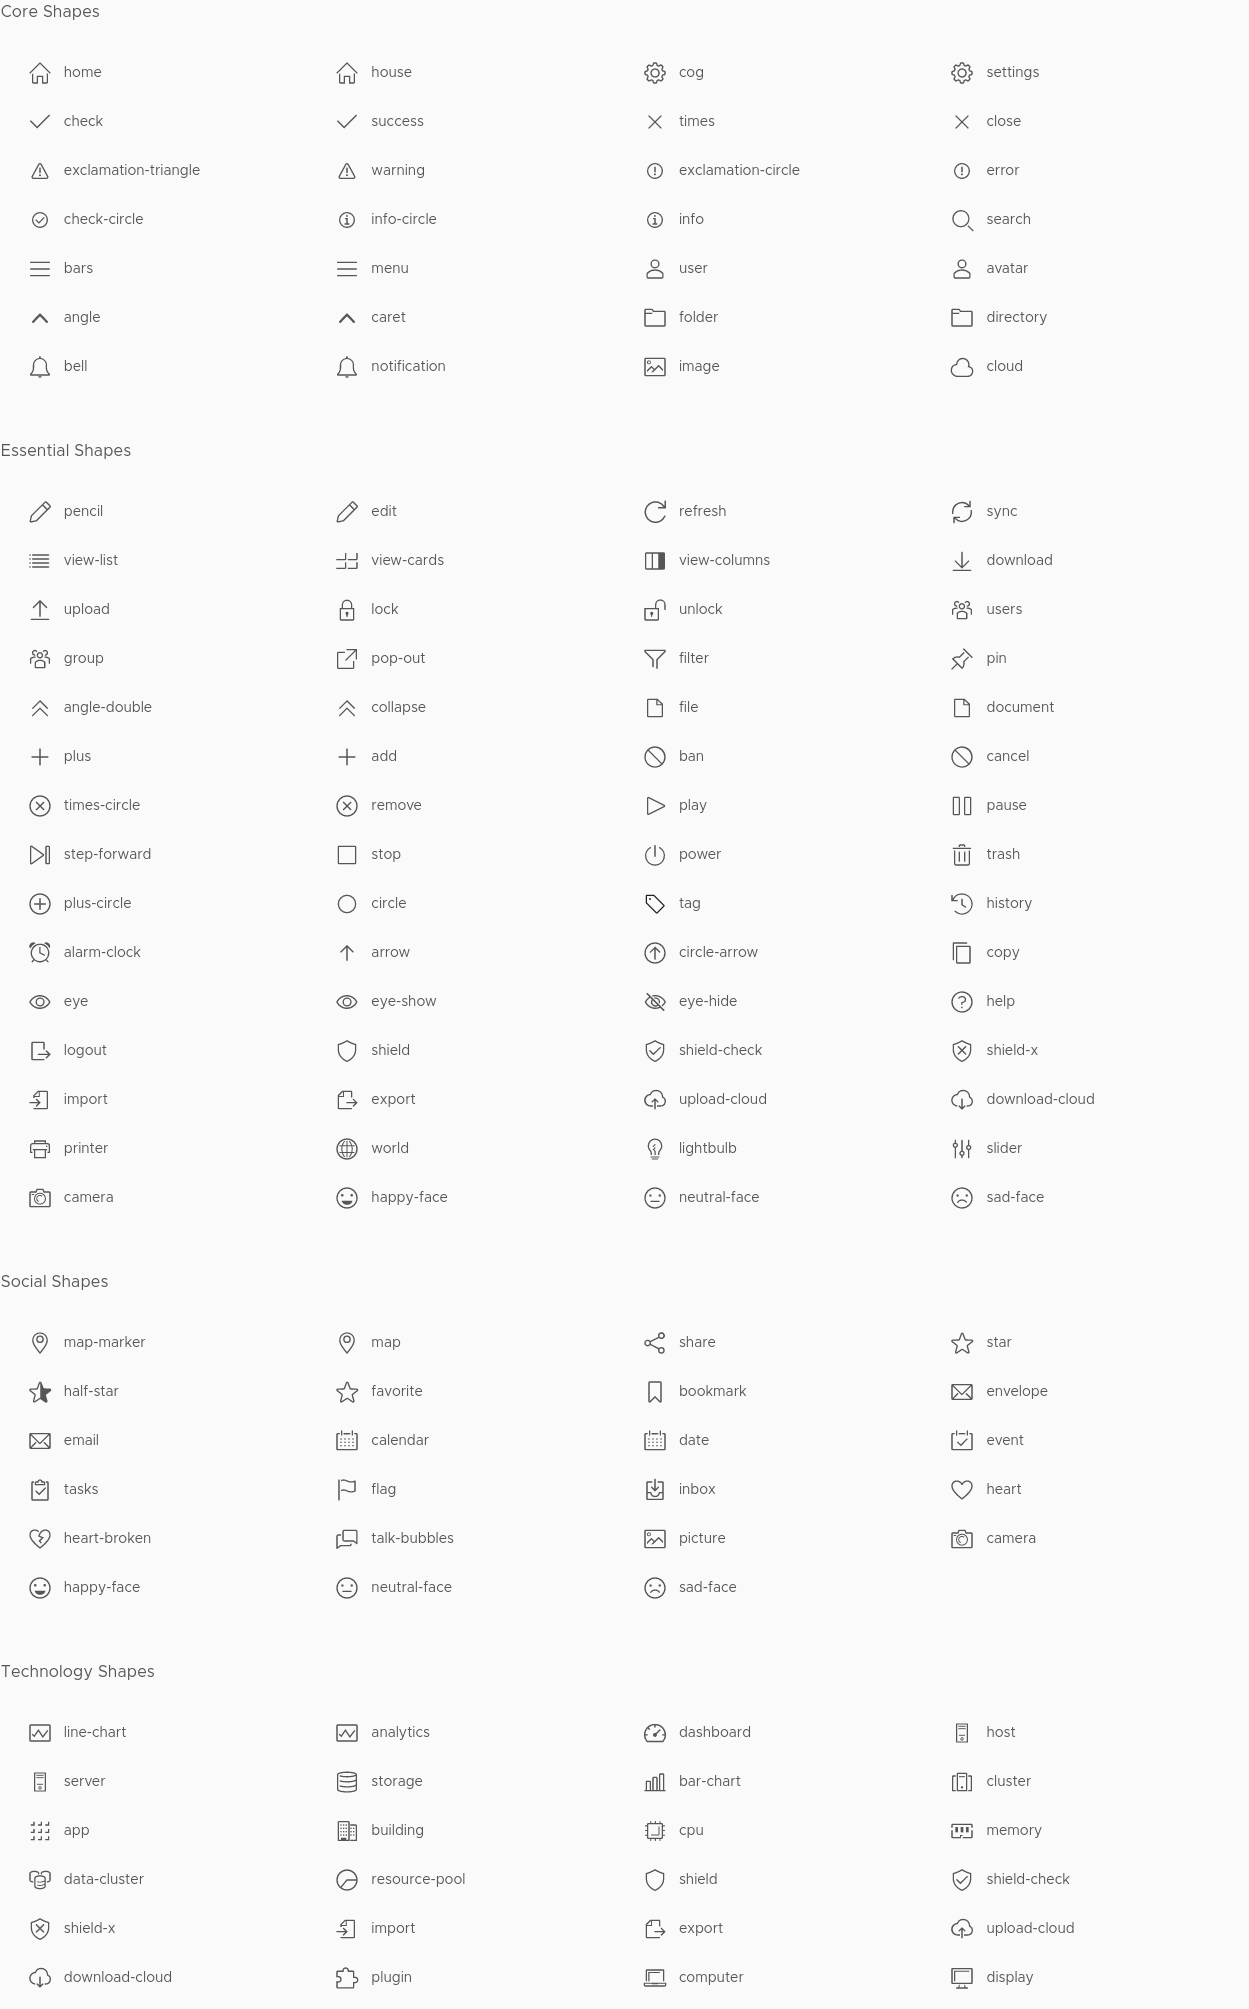 Core Shapes
home house cog settings
check success times close
exclamation-triangle warning exclamation-circle error
check-circle info-circle info search
bars menu user avatar
angle caret folder directory
bell notification image cloud
Essential Shapes
pencil edit refresh sync
view-list view-cards view-columns download
upload lock unlock users
group pop-out filter pin
angle-double collapse file document
plus add ban cancel
times-circle remove play pause
step-forward stop power trash
plus-circle circle tag history
alarm-clock arrow circle-arrow copy
eye eye-show eye-hide help
logout shield shield-check shield-x
import export upload-cloud download-cloud
printer world lightbulb slider
camera happy-face neutral-face sad-face
Social Shapes
map-marker map share star
half-star favorite bookmark envelope
email calendar date event
tasks flag inbox heart
heart-broken talk-bubbles picture camera
happy-face neutral-face sad-face
Technology Shapes
line-chart analytics dashboard host
server storage bar-chart cluster
app building cpu memory
data-cluster resource-pool shield shield-check
shield-x import export upload-cloud
download-cloud plugin computer display